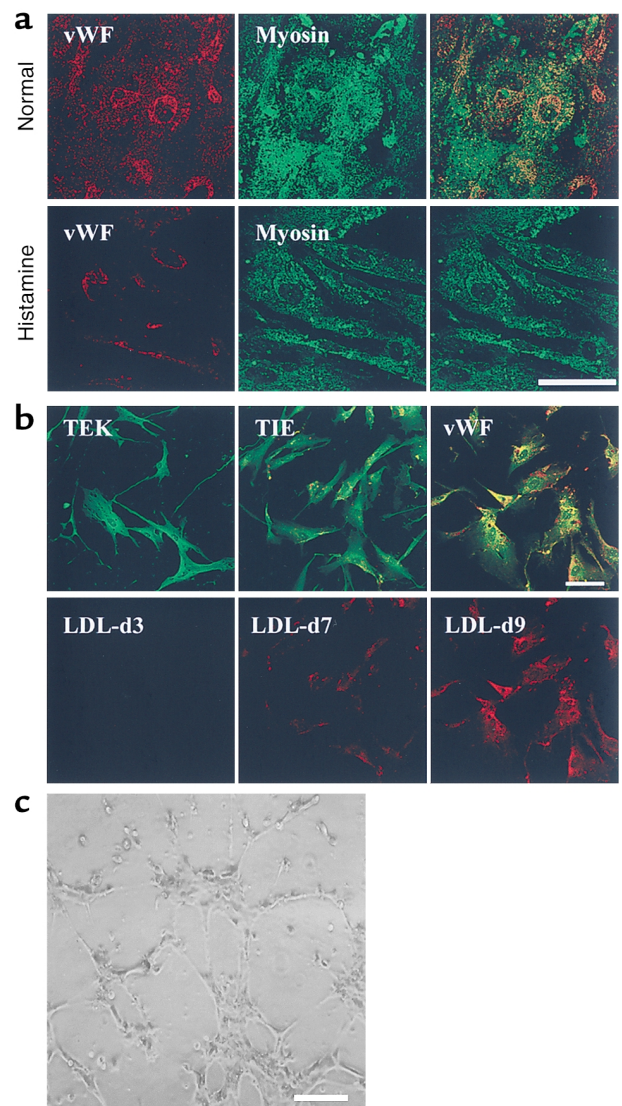 a
Normal
vWF
Myosin
Histamine
vWF
Myosin
b
TEK
TIE
vWF
LDL-d3
LDL-d7
LDL-d9
c